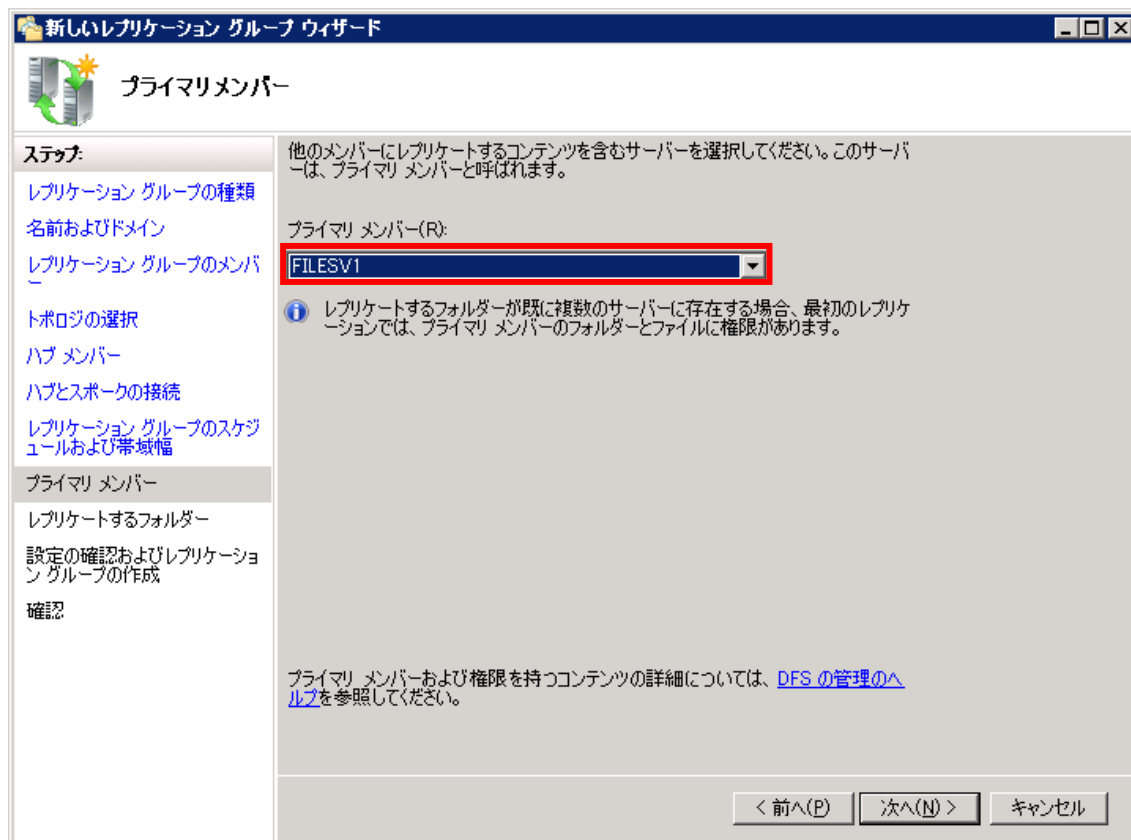 新しいレプリケーション グループ ウィザード
プライマリメンバー
ステップ:
レプリケーション グループの種類
名前およびドメイン
レプリケーション グループのメンバ
ー
トポロジの選択
ハブ メンバー
ハブとスポークの接続
レプリケーション グループのスケジ
ュールおよび帯域幅
プライマリ メンバー
レプリケートするフォルダー
設定の確認およびレプリケーショ
ン グループの作成
確認
他のメンバーにレプリケートするコンテンツを含むサーバーを選択してください。このサーバ
ーは、プライマリ メンバーと呼ばれます。
プライマリ メンバー(R):
FILESV1
レプリケートするフォルダーが既に複数のサーバーに存在する場合、最初のレプリケ
ーションでは、プライマリ メンバーのフォルダーとファイルに権限があります。
プライマリ メンバーおよび権限を持つコンテンツの詳細については、DFS の管理のヘ
ルプを参照してください。
< 前へ(P)
次へ(N) >
キャンセル